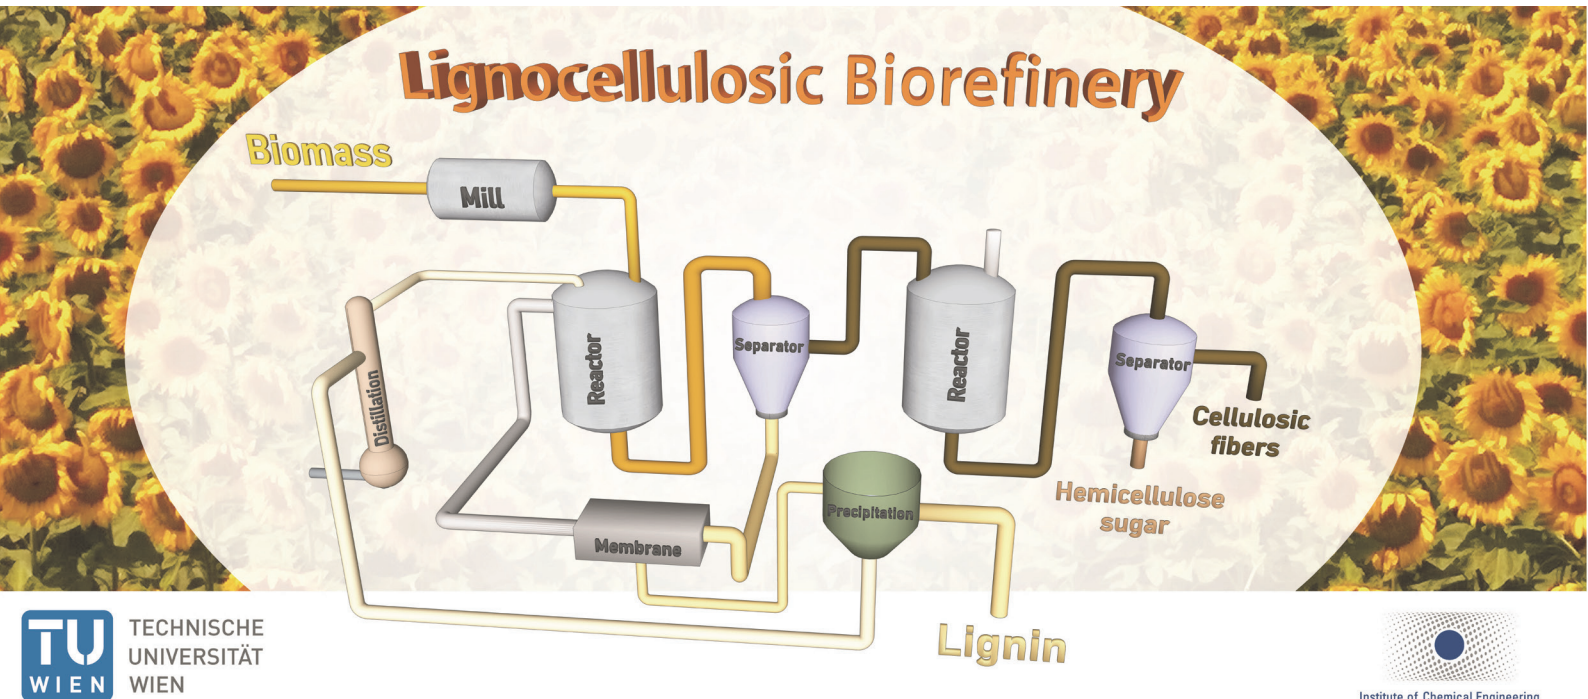 Lignocellulosic Biorefinery
Biomass
Mill
Reactor
Separator
Reactor
Separator
Distillation
Cellulosic
fibers
Hemicellulose
sugar
Precipitation
Membrane
Lignin
TU
WIEN
TECHNISCHE
UNIVERSITÄT
WIEN
Institute of Chemical Engineering